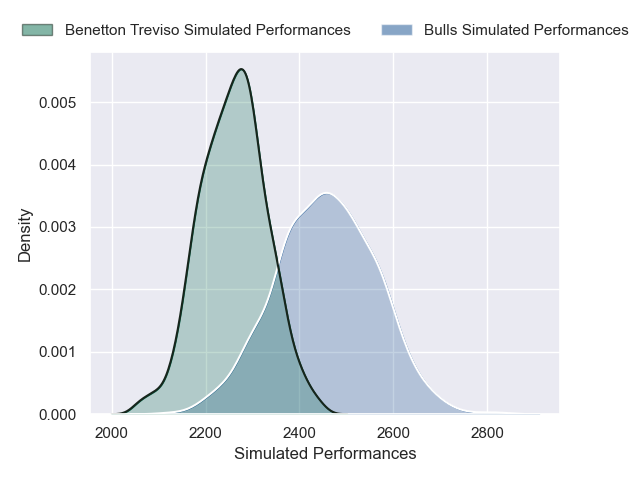 Benetton Treviso Simulated Performances Bulls Simulated Performances
0.005
0.004
0.003
0.002
0.001
0.000
Density
2000 2200 2400 2600 2800
Simulated Performances